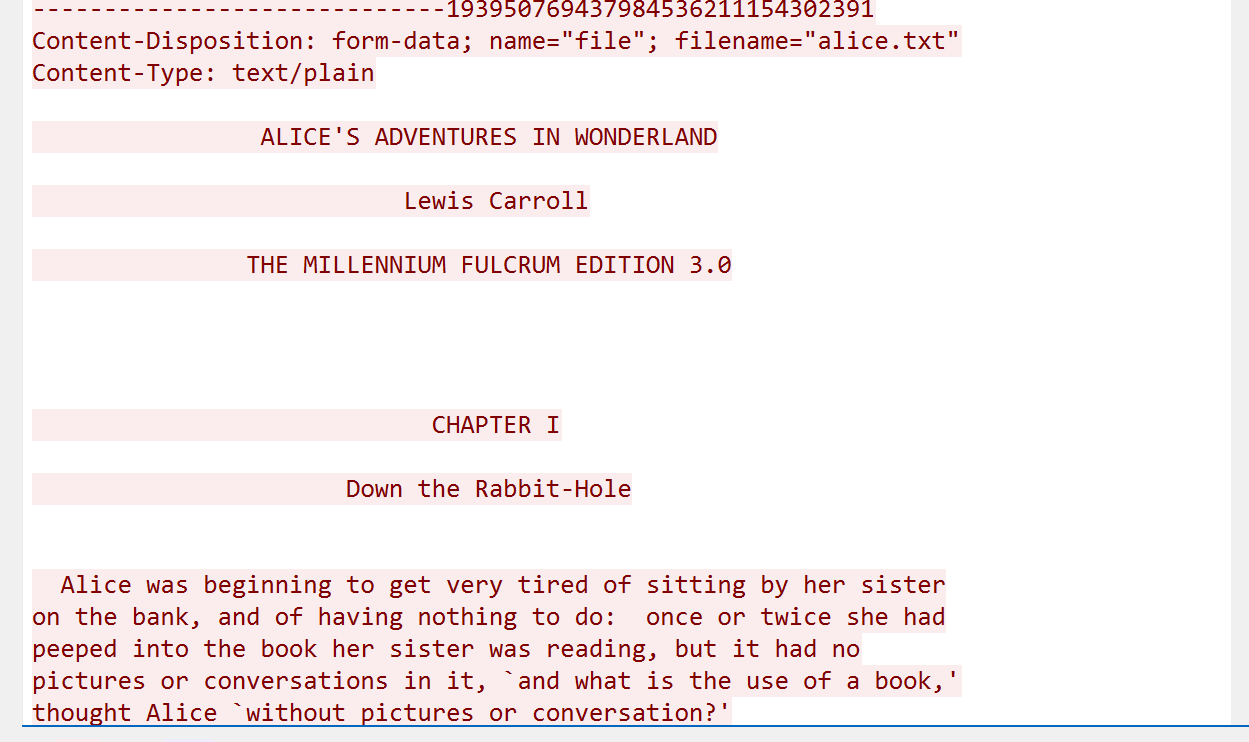 -----------------------------193950769437984536211154302391
Content-Disposition: form-data; name="file"; filename="alice.txt"
Content-Type: text/plain
ALICE'S ADVENTURES IN WONDERLAND
Lewis Carroll
THE MILLENNIUM FULCRUM EDITION 3.0
CHAPTER I
Down the Rabbit-Hole
Alice was beginning to get very tired of sitting by her sister
on the bank, and of having nothing to do:  once or twice she had
peeped into the book her sister was reading, but it had no
pictures or conversations in it, `and what is the use of a book,'
thought Alice `without pictures or conversation?'